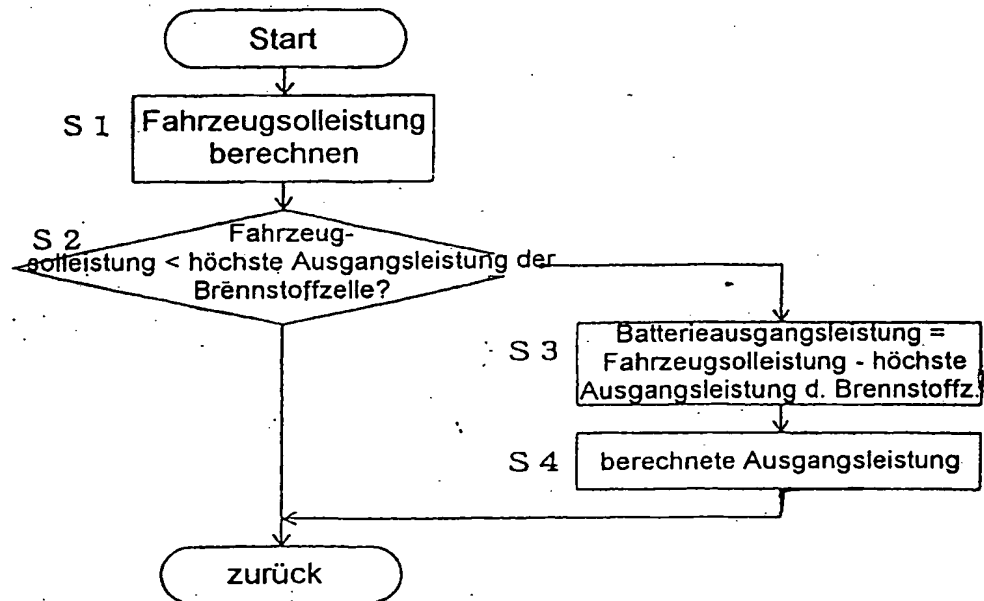 Start
S 1
Fahrzeugsolleistung
berechnen
S 2
Fahrzeug-
solleistung < höchste Ausgangsleistung der
Brennstoffzelle?
S 3
Batterieausgangsleistung =
Fahrzeugsolleistung - höchste
Ausgangsleistung d. Brennstoffz.
S 4
berechnete Ausgangsleistung
zurück